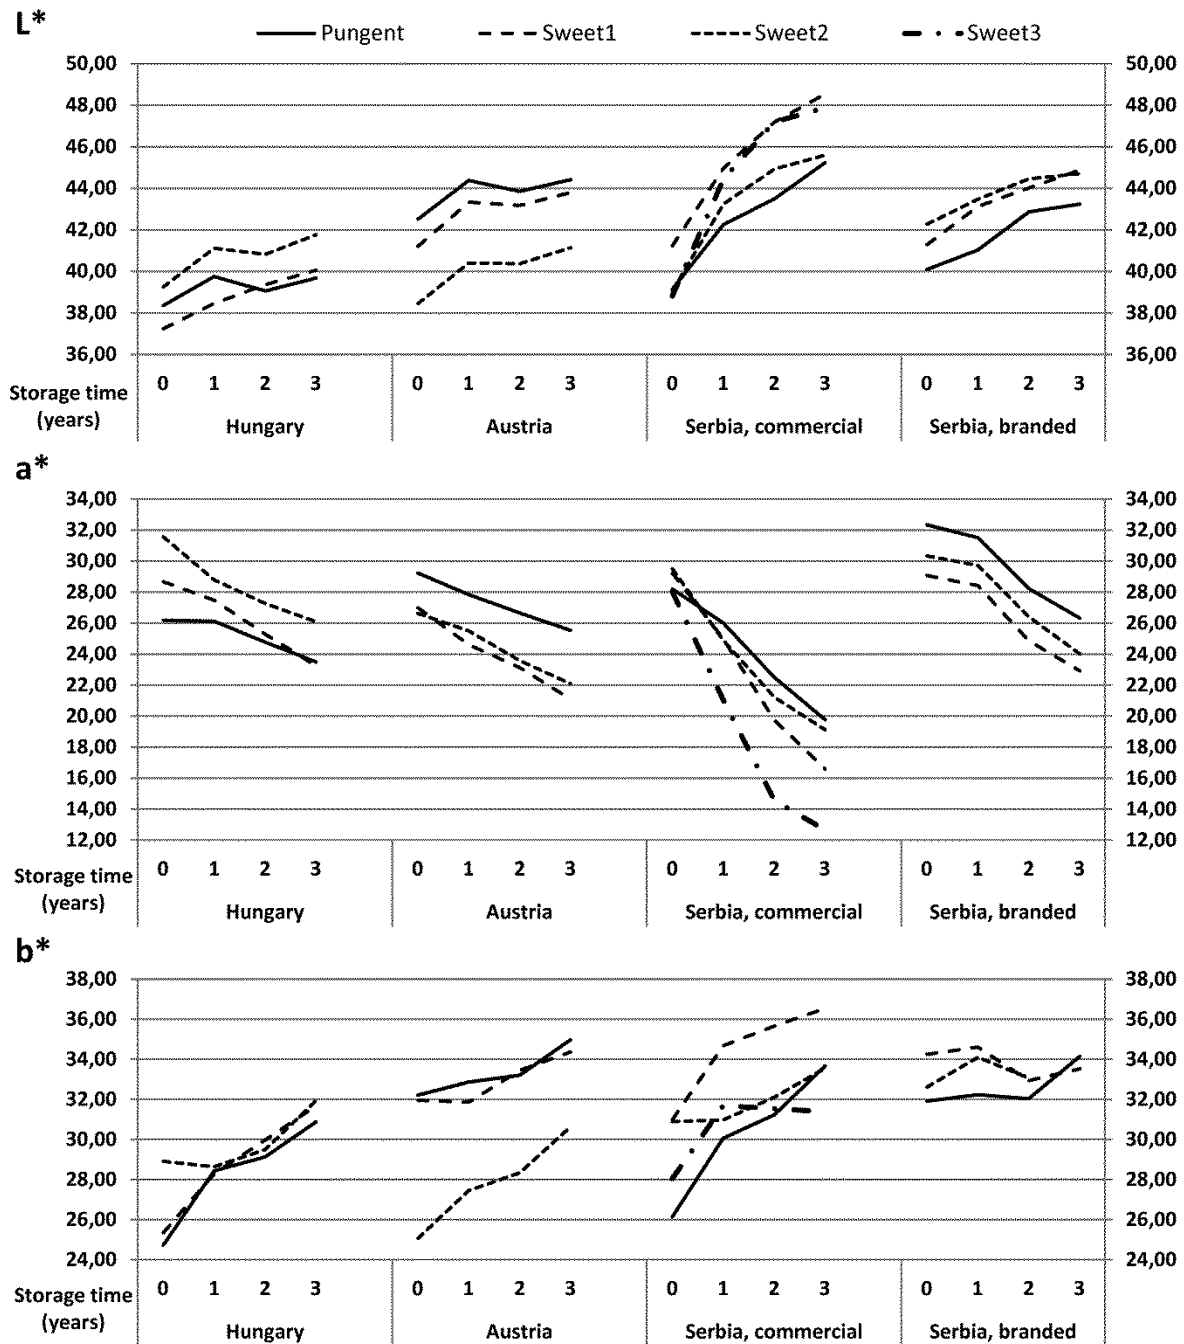 L*
Pungent Sweet1 Sweet2 Sweet3
50,00 50,00
48,00 48,00
46,00 46,00
44,00 44,00
42,00 42,00
40,00 40,00
38,00 38,00
36,00 36,00
Storage time (years) 0 1 2 3 0 1 2 3 0 1 2 3 0 1 2 3
Hungary Austria Serbia, commercial Serbia, branded
a*
34,00 34,00
32,00 32,00
30,00 30,00
28,00 28,00
26,00 26,00
24,00 24,00
22,00 22,00
20,00 20,00
18,00 18,00
16,00 16,00
14,00 14,00
12,00 12,00
Storage time (years) 0 1 2 3 0 1 2 3 0 1 2 3 0 1 2 3
Hungary Austria Serbia, commercial Serbia, branded
b*
38,00 38,00
36,00 36,00
34,00 34,00
32,00 32,00
30,00 30,00
28,00 28,00
26,00 26,00
24,00 24,00
Storage time (years) 0 1 2 3 0 1 2 3 0 1 2 3 0 1 2 3
Hungary Austria Serbia, commercial Serbia, branded